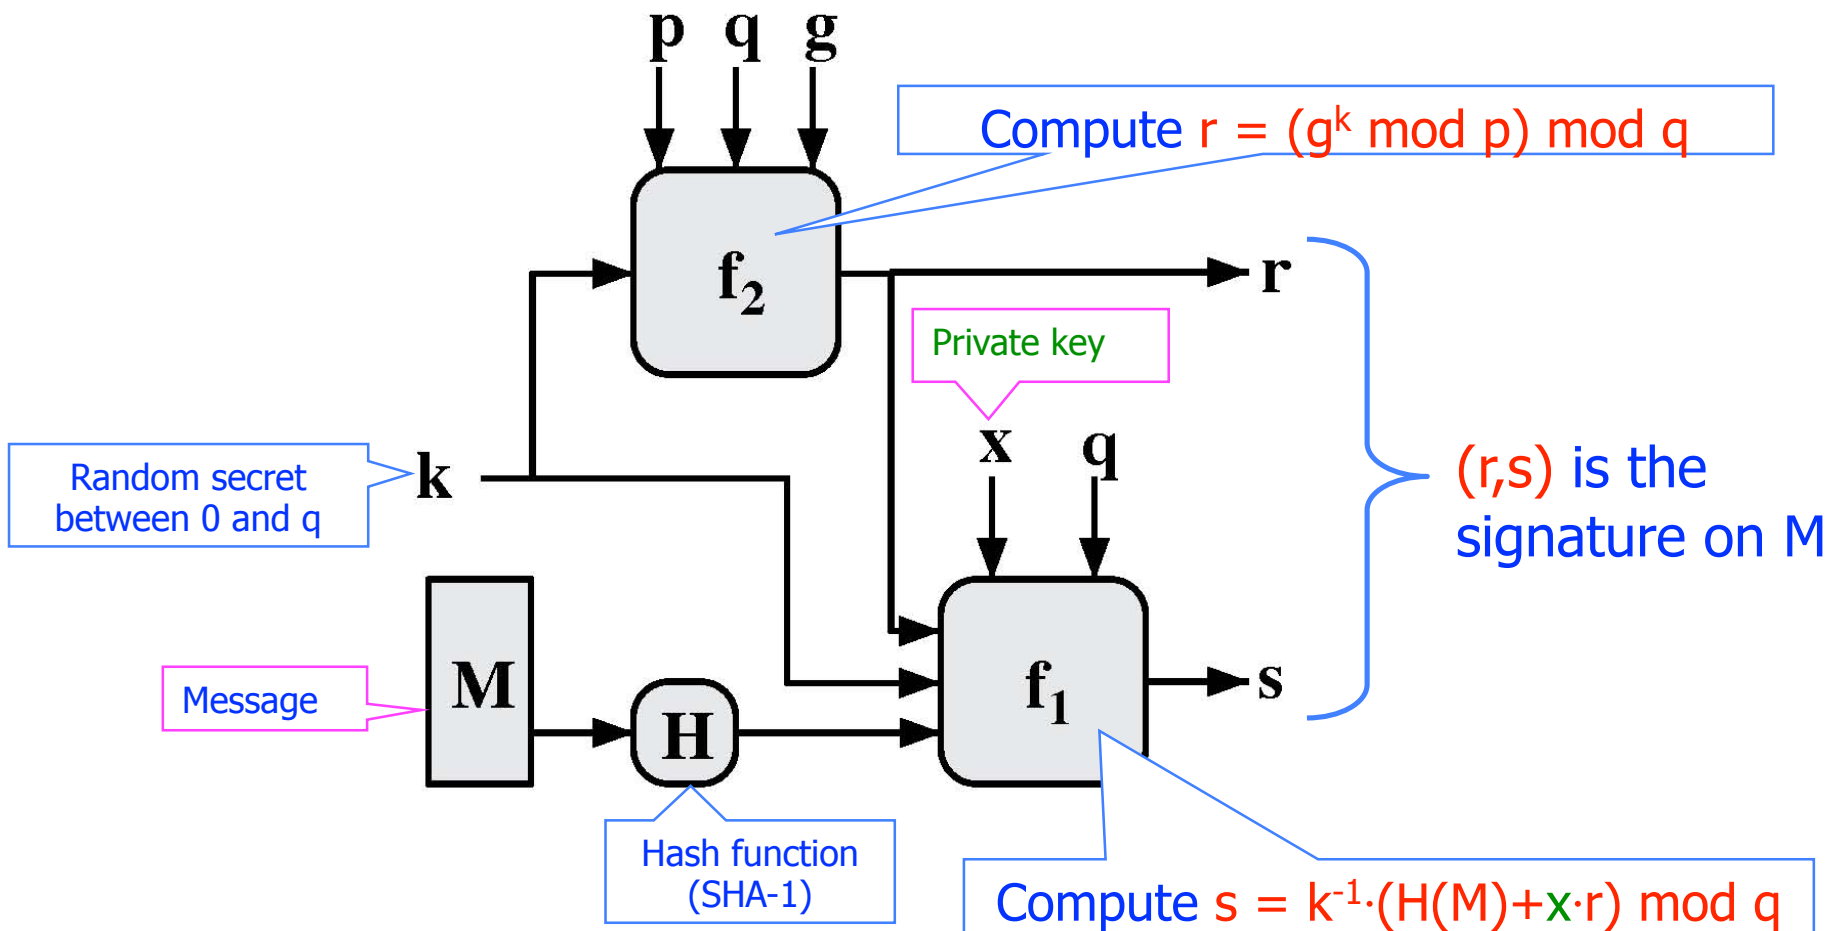 p q g
Compute r = (gᵏ mod p) mod q
f₂
r
Private key
x q
Random secret
between 0 and q
k
(r,s) is the
signature on M
M
Message
H
f₁
s
Hash function
(SHA-1)
Compute s = k⁻¹·(H(M)+x·r) mod q